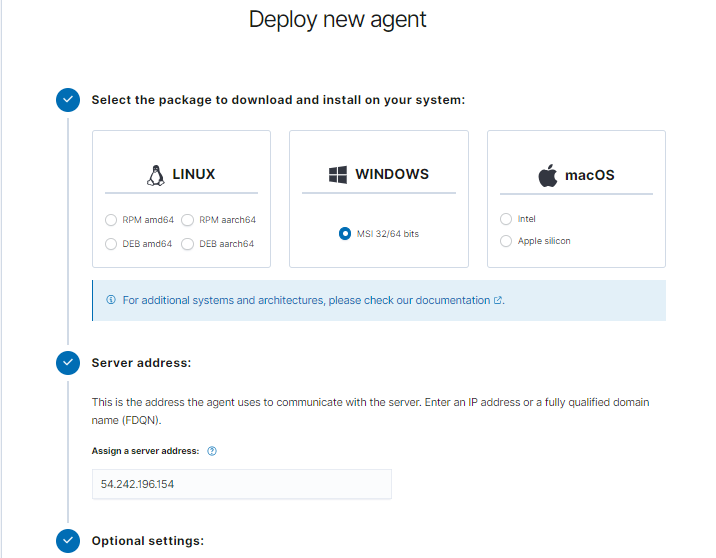 Deploy new agent
Select the package to download and install on your system:
LINUX
RPM amd64 RPM aarch64
DEB amd64 DEB aarch64
WINDOWS
MSI 32/64 bits
macOS
Intel
Apple silicon
For additional systems and architectures, please check our documentation.
Server address:
This is the address the agent uses to communicate with the server. Enter an IP address or a fully qualified domain
name (FDQN).
Assign a server address:
54.242.196.154
Optional settings: